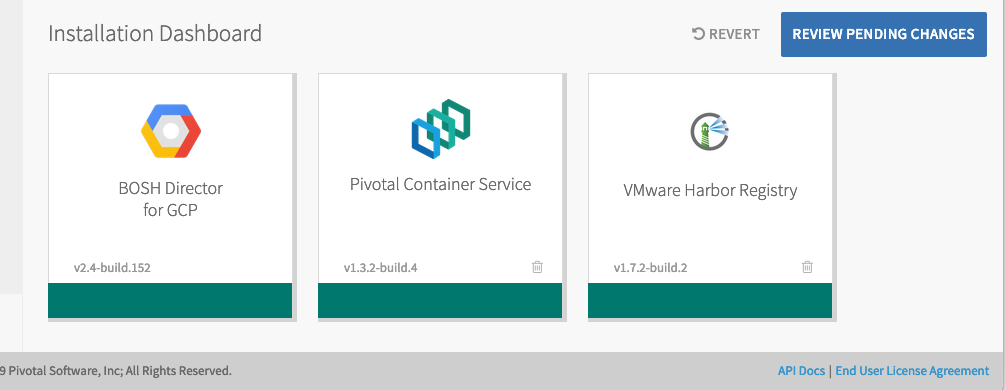 Installation Dashboard
REVERT
REVIEW PENDING CHANGES
BOSH Director
for GCP
v2.4-build.152
Pivotal Container Service
v1.3.2-build.4
VMware Harbor Registry
v1.7.2-build.2
9 Pivotal Software, Inc; All Rights Reserved.
API Docs | End User License Agreement